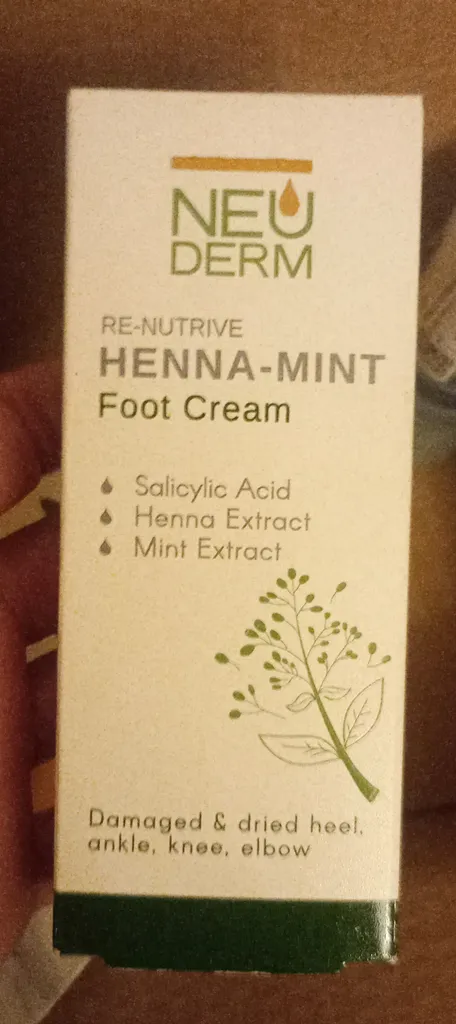 NEU
DERM
RE-NUTRIVE
HENNA-MINT
Foot Cream
Salicylic Acid
Henna Extract
Mint Extract
Damaged & dried heel,
ankle, knee, elbow